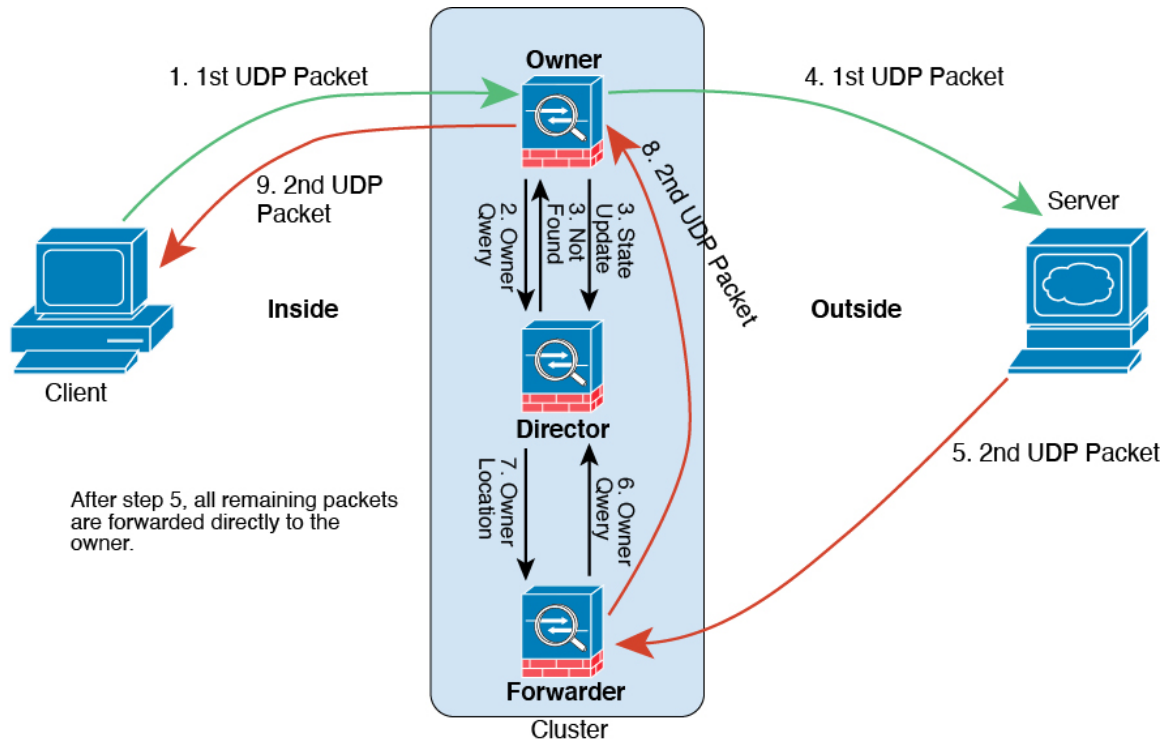 Owner
1. 1st UDP Packet
4. 1st UDP Packet
9. 2nd UDP
Packet
2. Owner
Qwery
3. Not
Found
3. State
Update
8. 2nd UDP Packet
Server
Inside
Outside
Client
Director
5. 2nd UDP Packet
7. Owner
Location
6. Owner
Qwery
After step 5, all remaining packets
are forwarded directly to the
owner.
Forwarder
Cluster